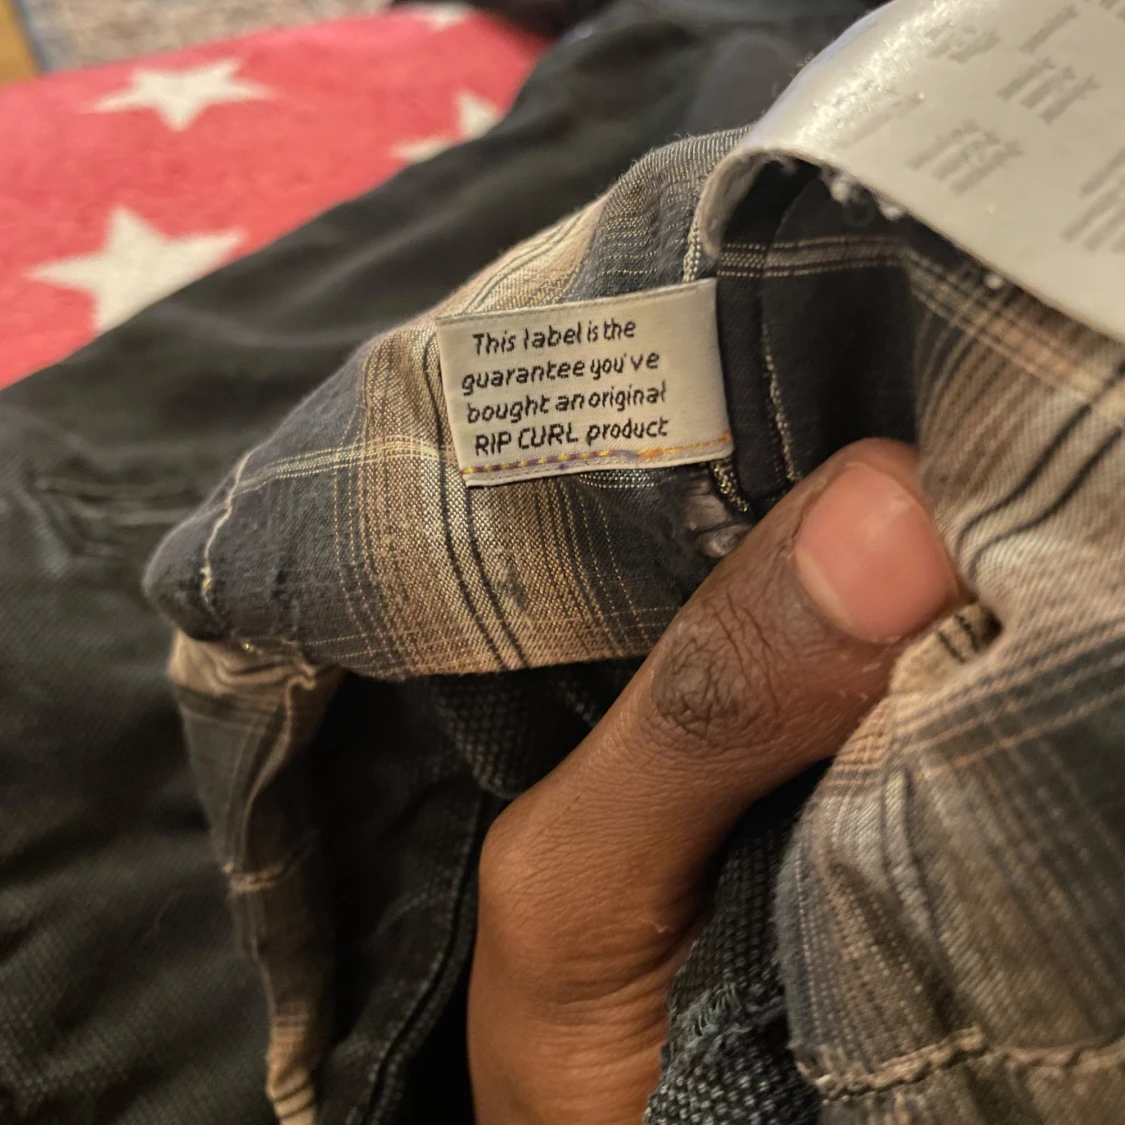 This label is the
guarantee you've
bought an original
RIP CURL product